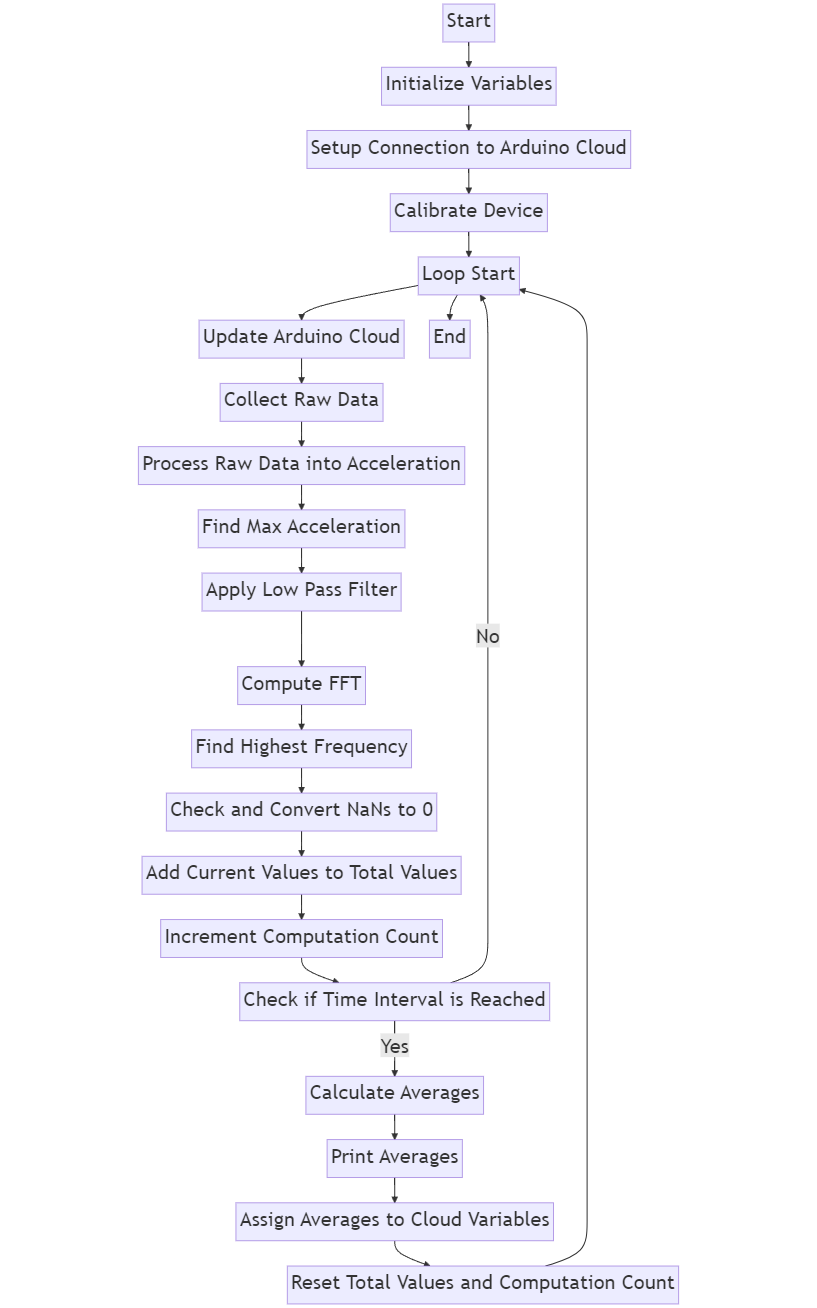 Start
Initialize Variables
Setup Connection to Arduino Cloud
Calibrate Device
Loop Start
Update Arduino Cloud
End
Collect Raw Data
Process Raw Data into Acceleration
Find Max Acceleration
Apply Low Pass Filter
No
Compute FFT
Find Highest Frequency
Check and Convert NaNs to 0
Add Current Values to Total Values
Increment Computation Count
Check if Time Interval is Reached
Yes
Calculate Averages
Print Averages
Assign Averages to Cloud Variables
Reset Total Values and Computation Count